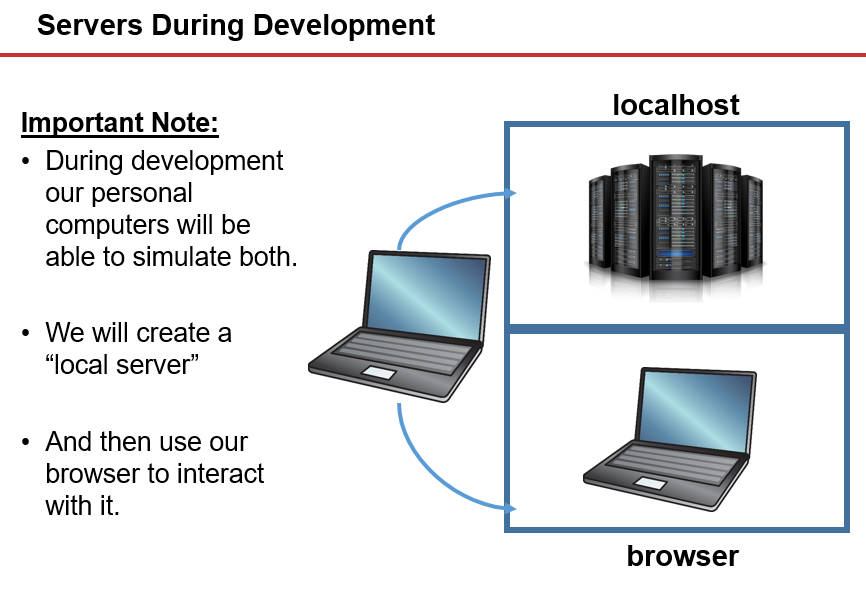 Servers During Development
Important Note:
• During development
our personal
computers will be
able to simulate both.
• We will create a
“local server”
• And then use our
browser to interact
with it.
localhost
browser